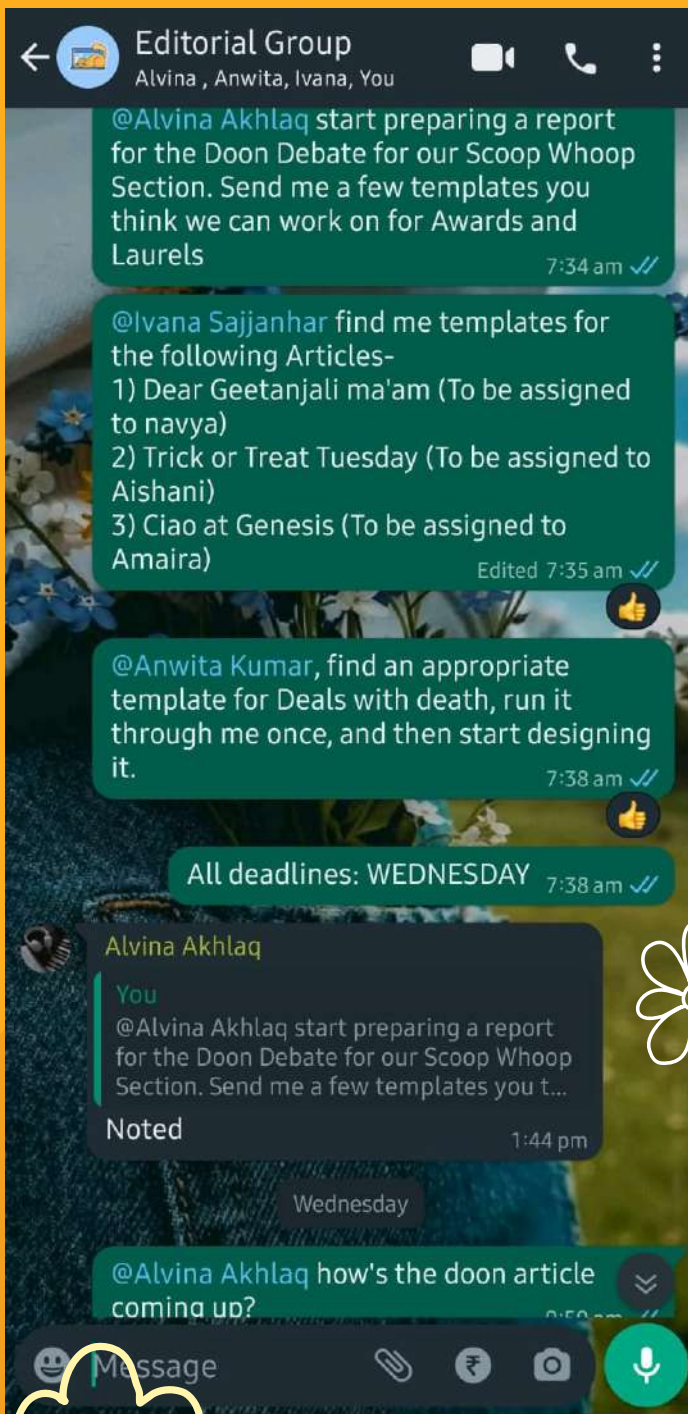 Editorial Group
Alvina , Anwita, Ivana, You
@Alvina Akhlaq start preparing a report
for the Doon Debate for our Scoop Whoop
Section. Send me a few templates you
think we can work on for Awards and
Laurels
7:34 am
@Ivana Sajjanhar find me templates for
the following Articles-
1) Dear Geetanjali ma'am (To be assigned
to navya)
2) Trick or Treat Tuesday (To be assigned to
Aishani)
3) Ciao at Genesis (To be assigned to
Amaira)
Edited 7:35 am
@Anwita Kumar, find an appropriate
template for Deals with death, run it
through me once, and then start designing
it.
7:38 am
All deadlines: WEDNESDAY 7:38 am
Alvina Akhlaq
You
@Alvina Akhlaq start preparing a report
for the Doon Debate for our Scoop Whoop
Section. Send me a few templates you t...
Noted
1:44 pm
Wednesday
@Alvina Akhlaq how's the doon article
coming up?
Message
₹